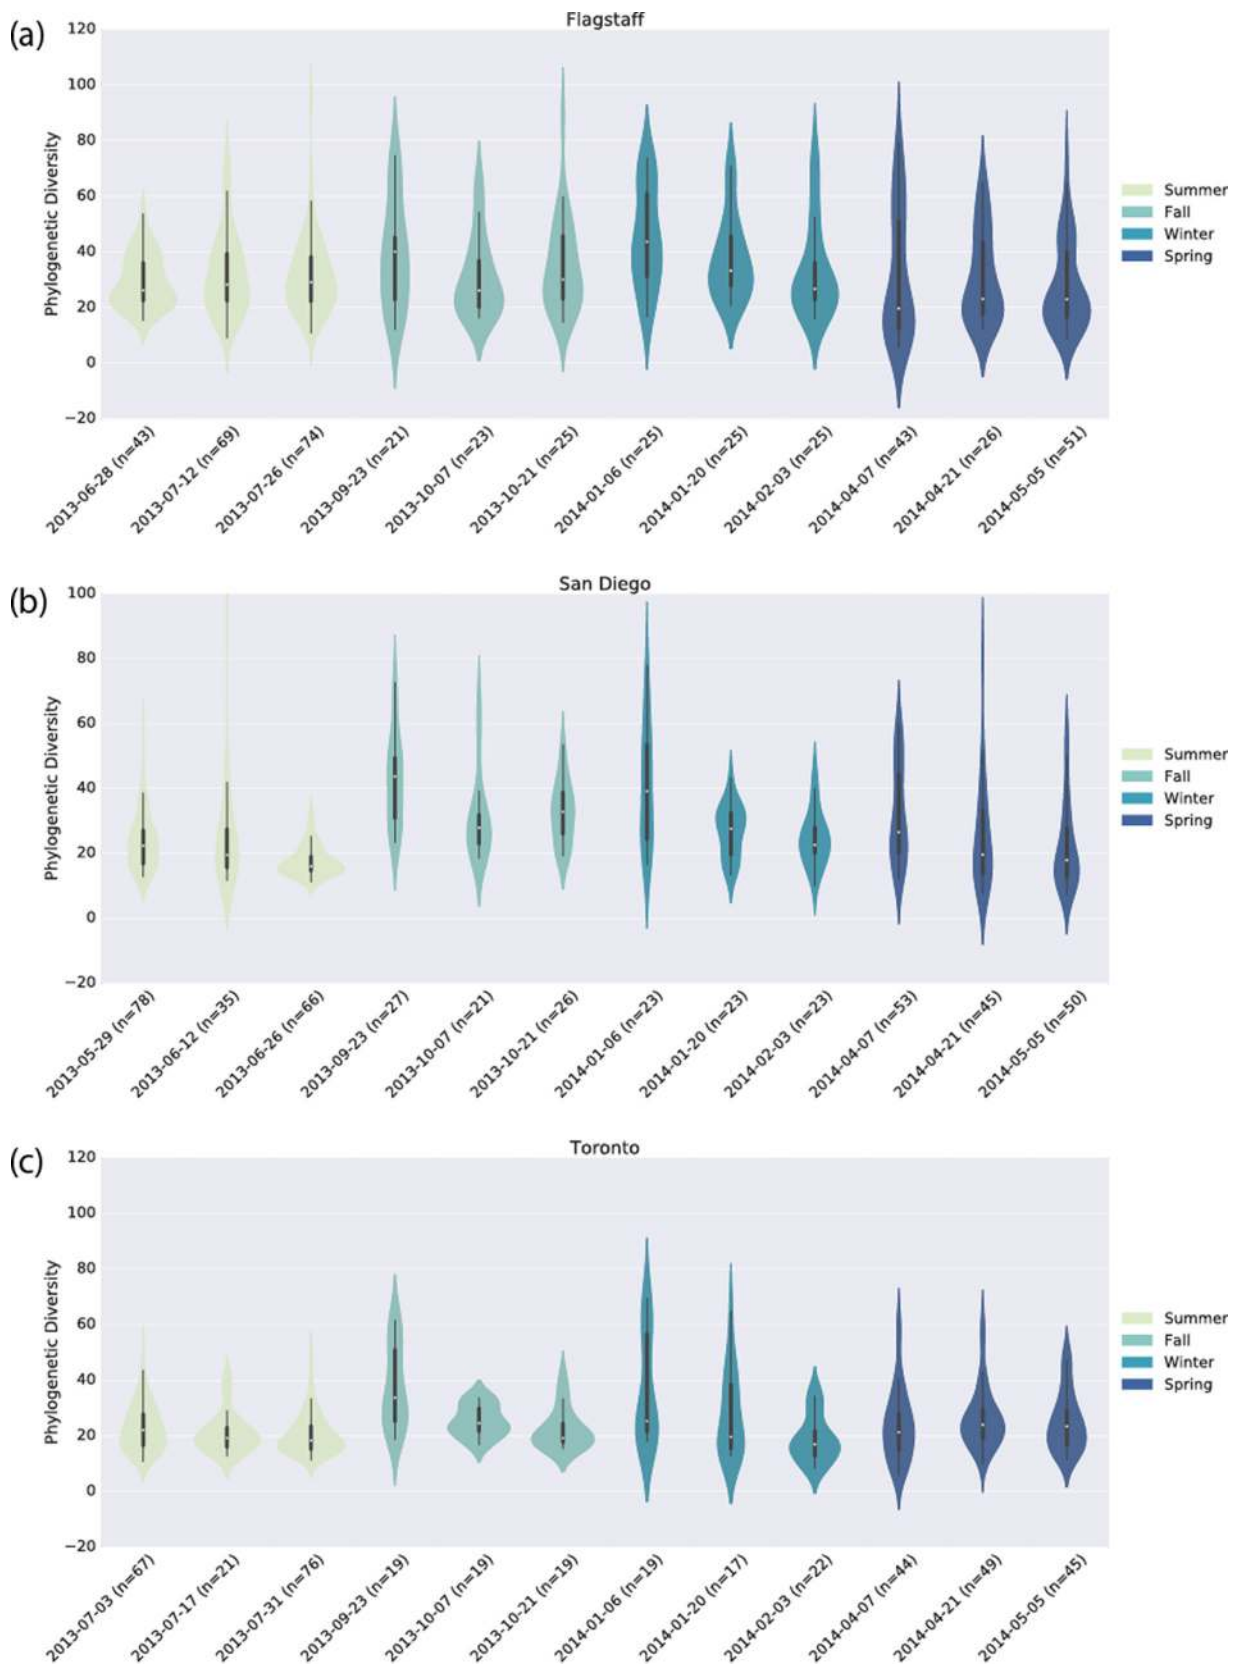 (a)
Flagstaff
120
100
80
60
40
20
0
−20
Phylogenetic Diversity
Summer
Fall
Winter
Spring
2013-06-28 (n=43)
2013-07-12 (n=69)
2013-07-26 (n=74)
2013-09-23 (n=21)
2013-10-07 (n=23)
2013-10-21 (n=25)
2014-01-06 (n=25)
2014-01-20 (n=25)
2014-02-03 (n=25)
2014-04-07 (n=43)
2014-04-21 (n=26)
2014-05-05 (n=51)
(b)
San Diego
100
80
60
40
20
0
−20
Phylogenetic Diversity
Summer
Fall
Winter
Spring
2013-05-29 (n=78)
2013-06-12 (n=35)
2013-06-26 (n=66)
2013-09-23 (n=27)
2013-10-07 (n=21)
2013-10-21 (n=26)
2014-01-06 (n=23)
2014-01-20 (n=23)
2014-02-03 (n=23)
2014-04-07 (n=53)
2014-04-21 (n=45)
2014-05-05 (n=50)
(c)
Toronto
120
100
80
60
40
20
0
−20
Phylogenetic Diversity
Summer
Fall
Winter
Spring
2013-07-03 (n=67)
2013-07-17 (n=21)
2013-07-31 (n=76)
2013-09-23 (n=19)
2013-10-07 (n=19)
2013-10-21 (n=19)
2014-01-06 (n=19)
2014-01-20 (n=17)
2014-02-03 (n=22)
2014-04-07 (n=44)
2014-04-21 (n=49)
2014-05-05 (n=45)